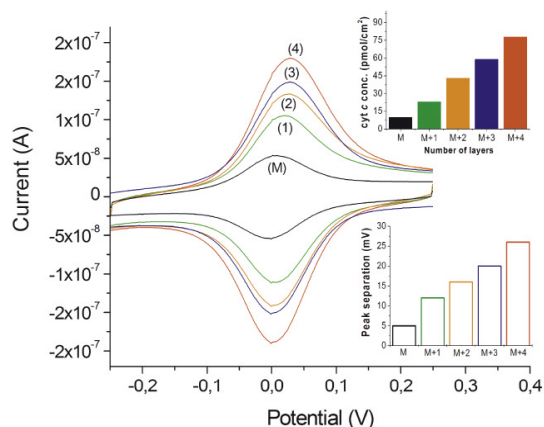 2x10⁻⁷
2x10⁻⁷
1x10⁻⁷
5x10⁻⁸
0
-5x10⁻⁸
-1x10⁻⁷
-2x10⁻⁷
-2x10⁻⁷
Current (A)
-0,2
-0,1
0,0
0,1
0,2
0,3
0,4
Potential (V)
(4)
(3)
(2)
(1)
(M)
cyt c conc. (pmol/cm²)
90
75
60
45
30
15
0
M M+1 M+2 M+3 M+4
Number of layers
Peak separation (mV)
30
25
20
15
10
5
0
M M+1 M+2 M+3 M+4